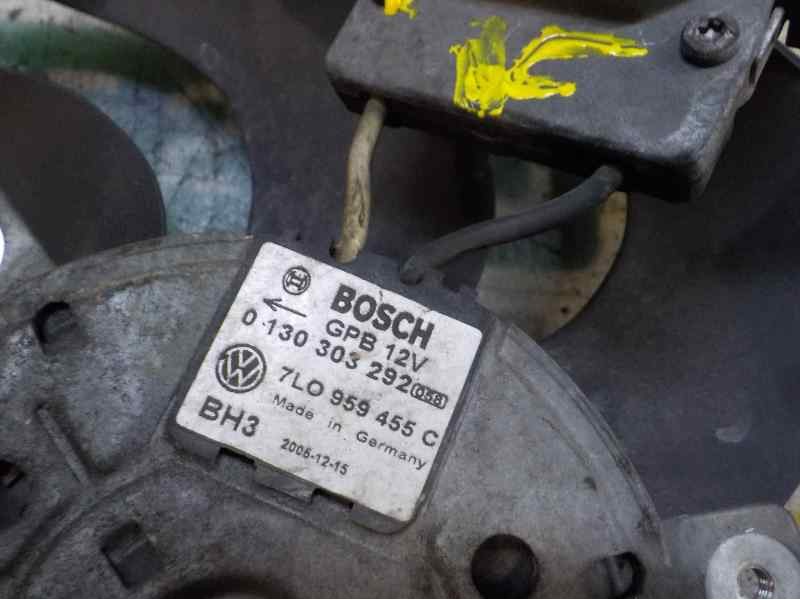 BOSCH
GPB 12V
0 130 303 292 058
7L0 959 455 C
Made in Germany
BH3
2006-12-15